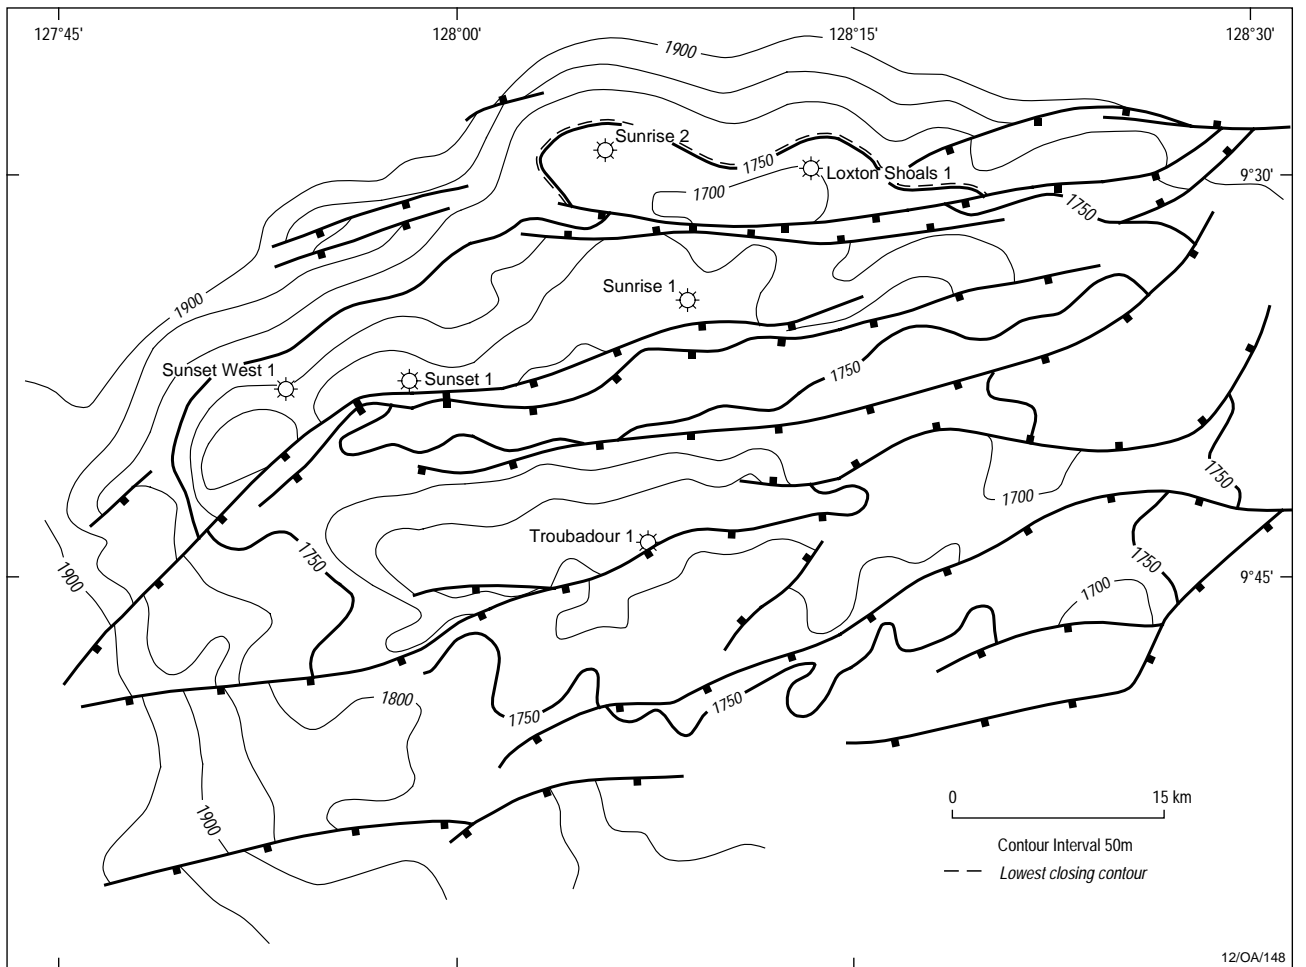 127°45'
128°00'
128°15'
128°30'
1900
Sunrise 2
1750
Loxton Shoals 1
9°30'
1700
1750
Sunrise 1
1900
Sunset West 1
Sunset 1
1750
1750
1700
Troubadour 1
1750
1750
1900
9°45'
1700
1800
1750
1750
0
15 km
1900
Contour Interval 50m
Lowest closing contour
12/OA/148